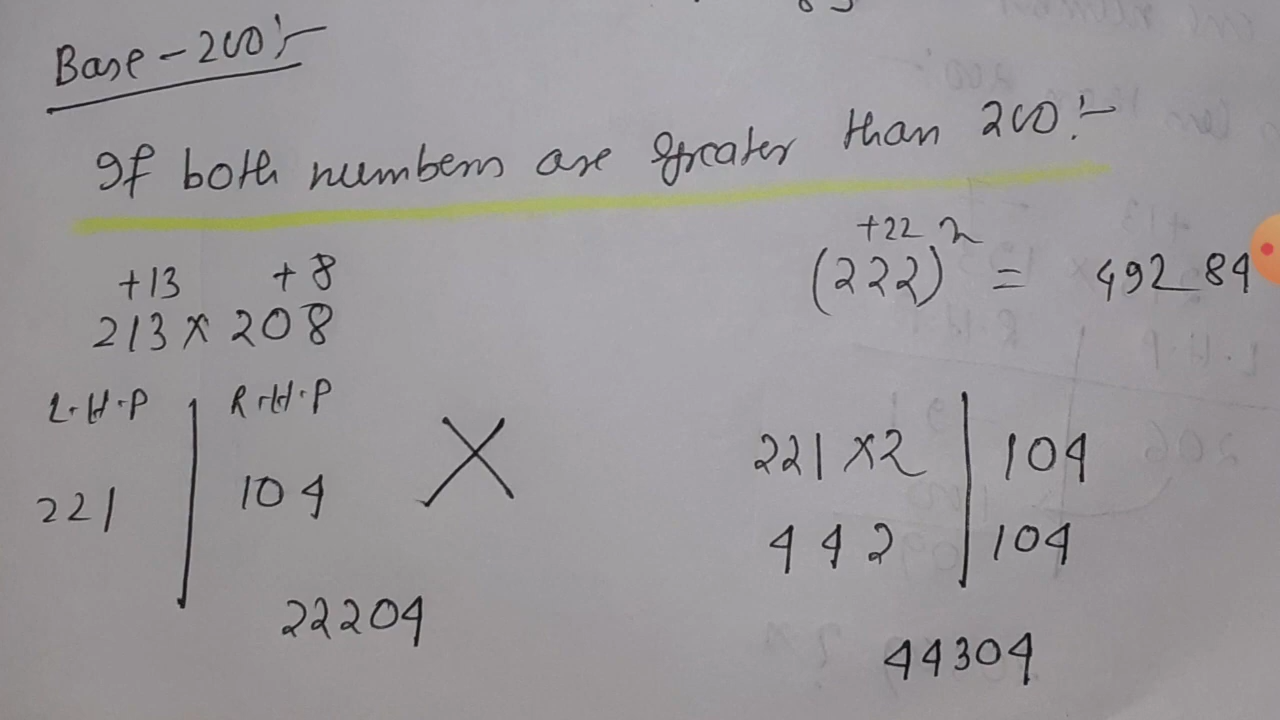 Base - 200:-
If both numbers are greater than 200:-
+13 +8
213 x 208
L.H.P | R.H.P
221 | 104
22204
+22
(222)² = 49284
221 x2 | 104
442 | 104
44304